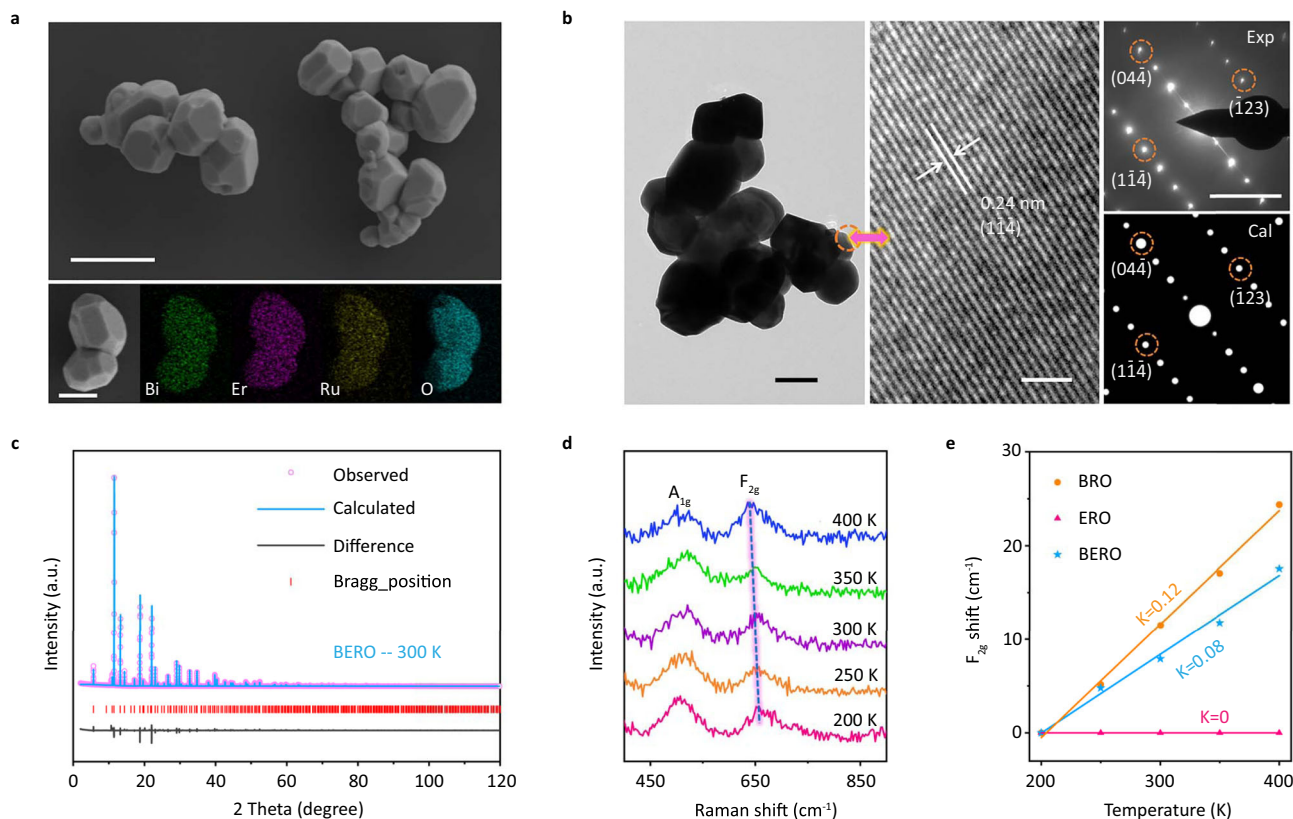 a
Bi
Er
Ru
O
b
0.24 nm
(11̄4̄)
Exp
(044̄)
(1̄23)
(11̄4̄)
Cal
(044̄)
(1̄23)
(11̄4̄)
c
Intensity (a.u.)
Observed
Calculated
Difference
Bragg_position
BERO -- 300 K
0 20 40 60 80 100 120
2 Theta (degree)
d
Intensity (a.u.)
A1g
F2g
400 K
350 K
300 K
250 K
200 K
450 650 850
Raman shift (cm-1)
e
F2g shift (cm-1)
30
20
10
0
BRO
ERO
BERO
K=0.12
K=0.08
K=0
200 300 400
Temperature (K)